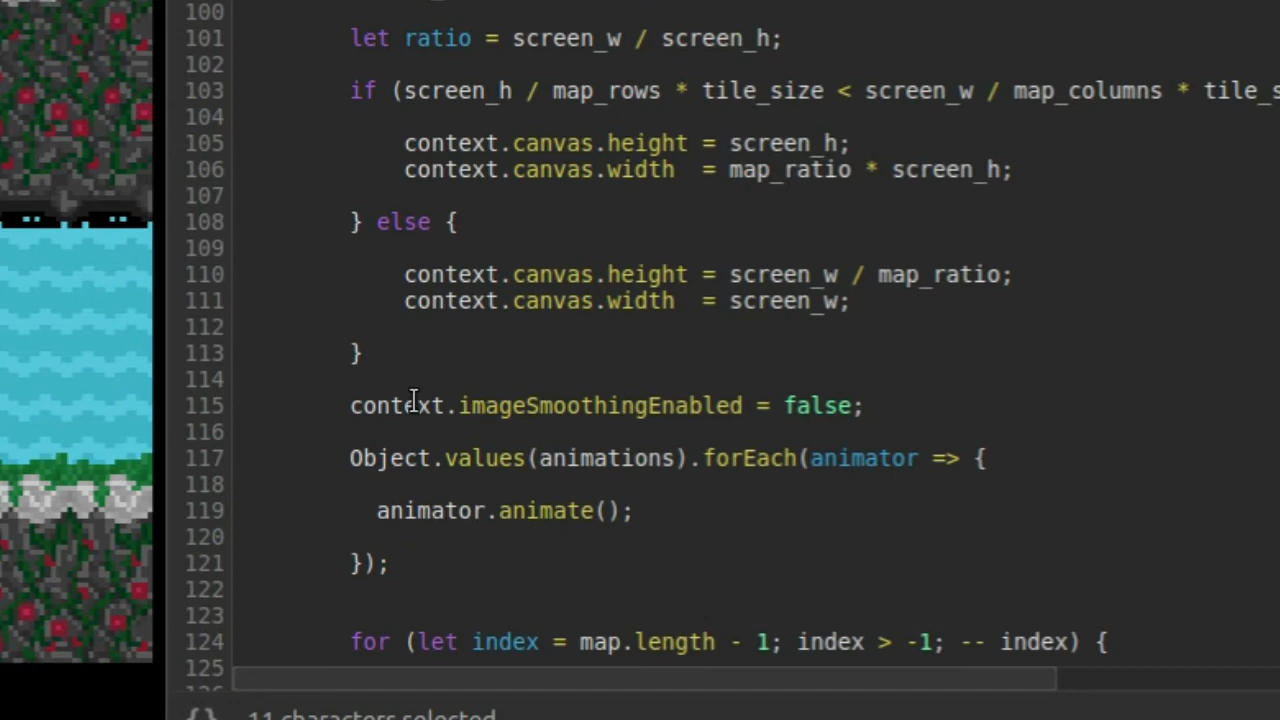 100
101 let ratio = screen_w / screen_h;
102
103 if (screen_h / map_rows * tile_size < screen_w / map_columns * tile_s
104
105 context.canvas.height = screen_h;
106 context.canvas.width  = map_ratio * screen_h;
107
108 } else {
109
110 context.canvas.height = screen_w / map_ratio;
111 context.canvas.width  = screen_w;
112
113 }
114
115 context.imageSmoothingEnabled = false;
116
117 Object.values(animations).forEach(animator => {
118
119 animator.animate();
120
121 });
122
123
124 for (let index = map.length - 1; index > -1; -- index) {
125
{} 11 characters selected